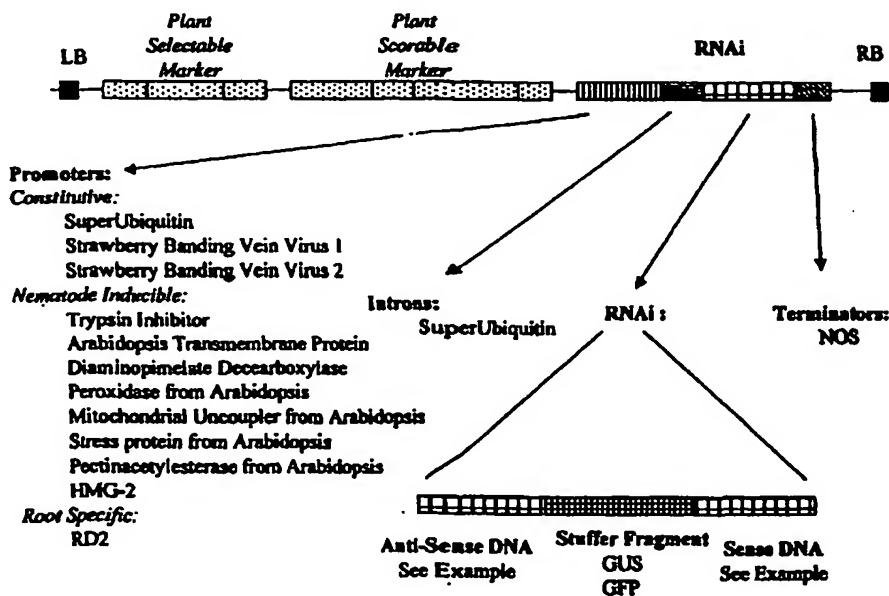 LB
Plant
Selectable
Marker
Plant
Scorable
Marker
RNAi
RB
Promoters:
Constitutive:
SuperUbiquitin
Strawberry Banding Vein Virus 1
Strawberry Banding Vein Virus 2
Nematode Inducible:
Trypsin Inhibitor
Arabidopsis Transmembrane Protein
Diaminopimelate Decearboxylase
Peroxidase from Arabidopsis
Mitochondrial Uncoupler from Arabidopsis
Stress protein from Arabidopsis
Pectinacetylesterase from Arabidopsis
HMG-2
Root Specific:
RD2
Introns:
SuperUbiquitin
RNAi :
Terminators:
NOS
Anti-Sense DNA
See Example
Stuffer Fragment
GUS
GFP
Sense DNA
See Example